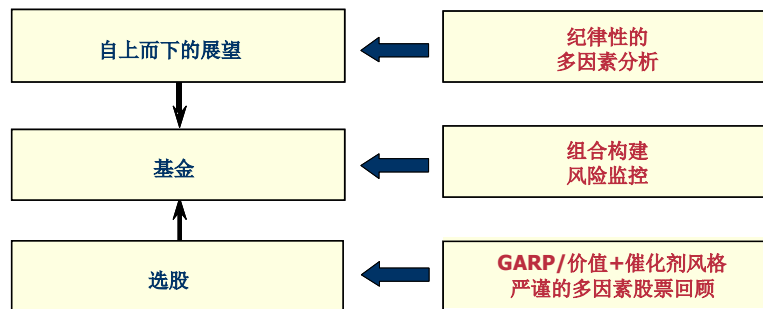 自上而下的展望
纪律性的
多因素分析
基金
组合构建
风险监控
选股
GARP/价值+催化剂风格
严谨的多因素股票回顾